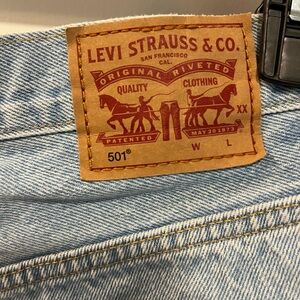 LEVI STRAUSS & CO.
SAN FRANCISCO
CAL.
ORIGINAL RIVETED
QUALITY CLOTHING
XX
PATENTED MAY 20 1873
501® W L